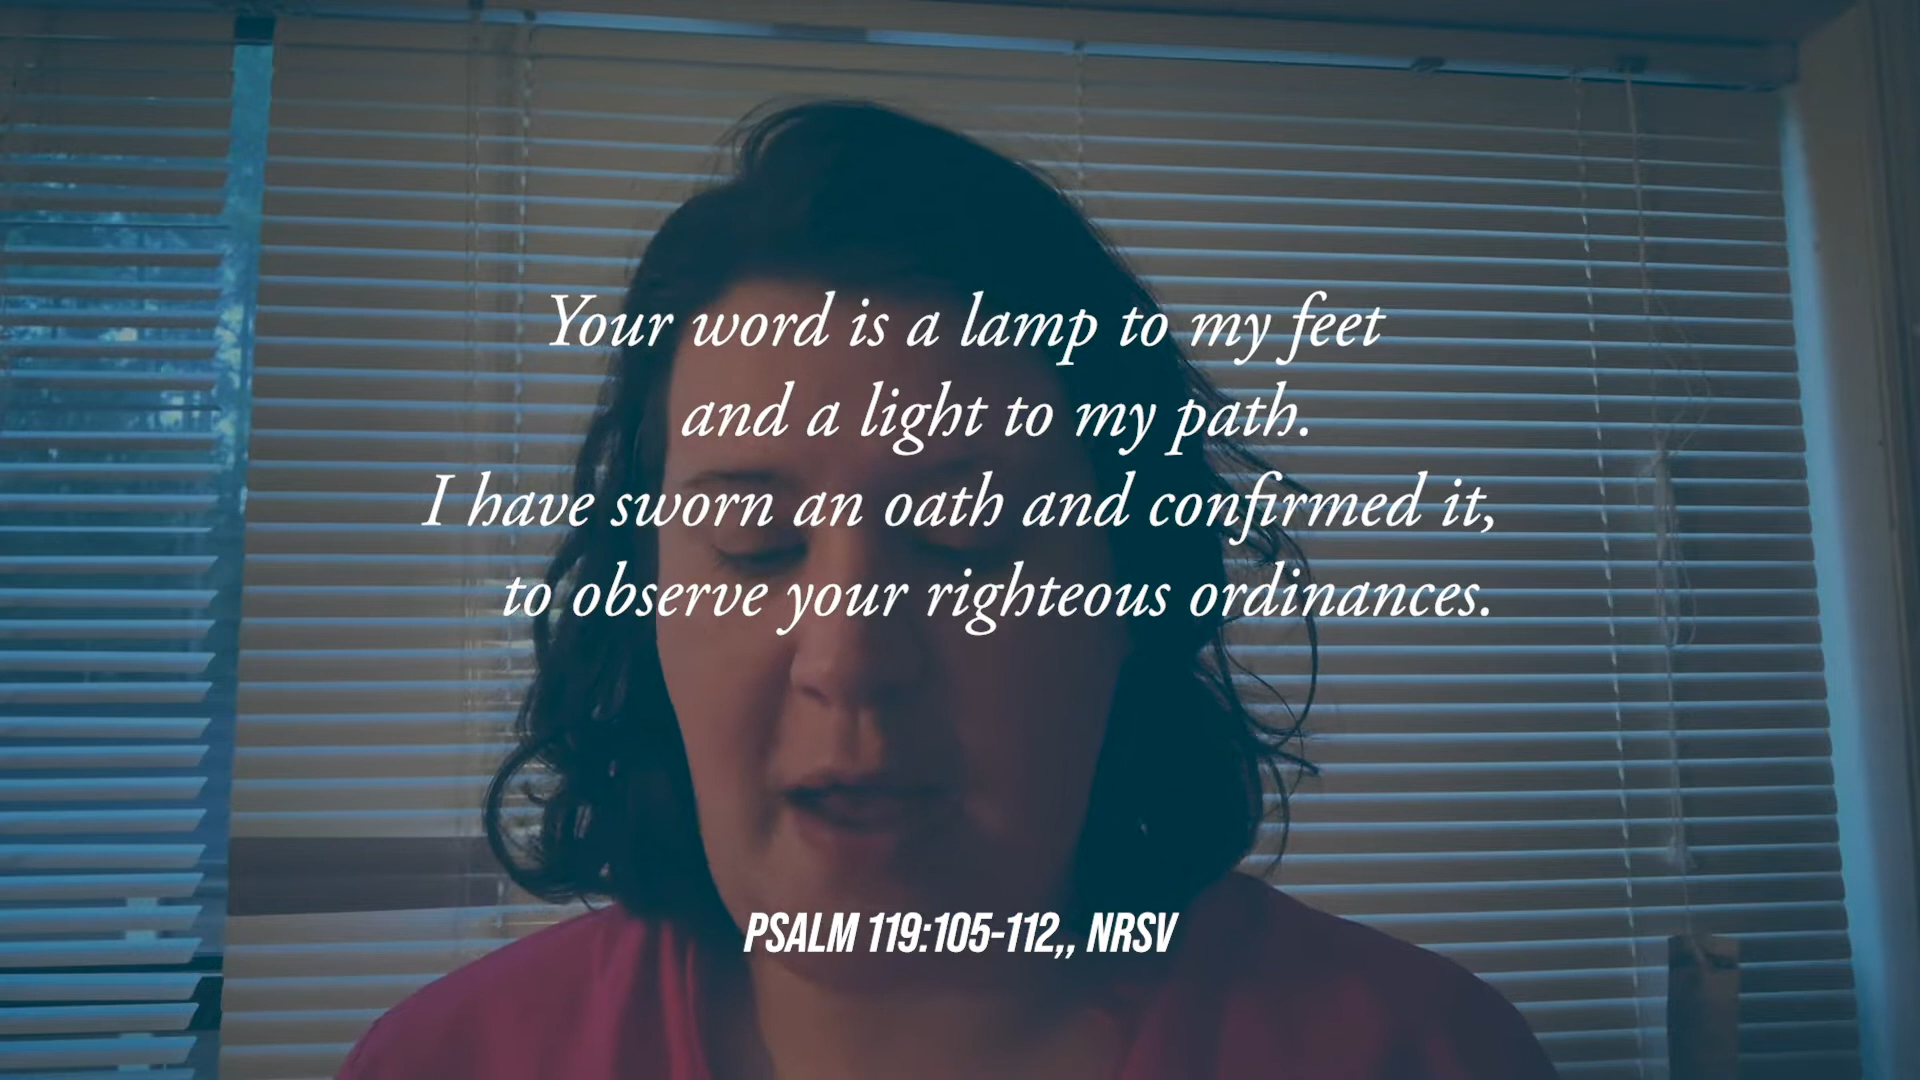 Your word is a lamp to my feet
and a light to my path.
I have sworn an oath and confirmed it,
to observe your righteous ordinances.
PSALM 119:105-112,, NRSV